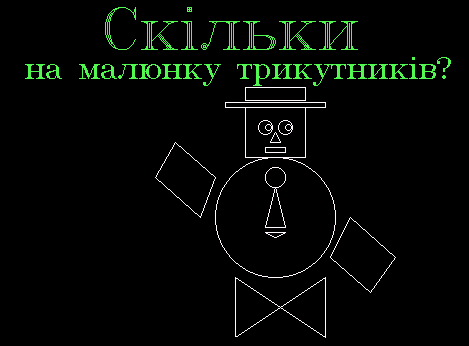 Скільки
на малюнку трикутників?